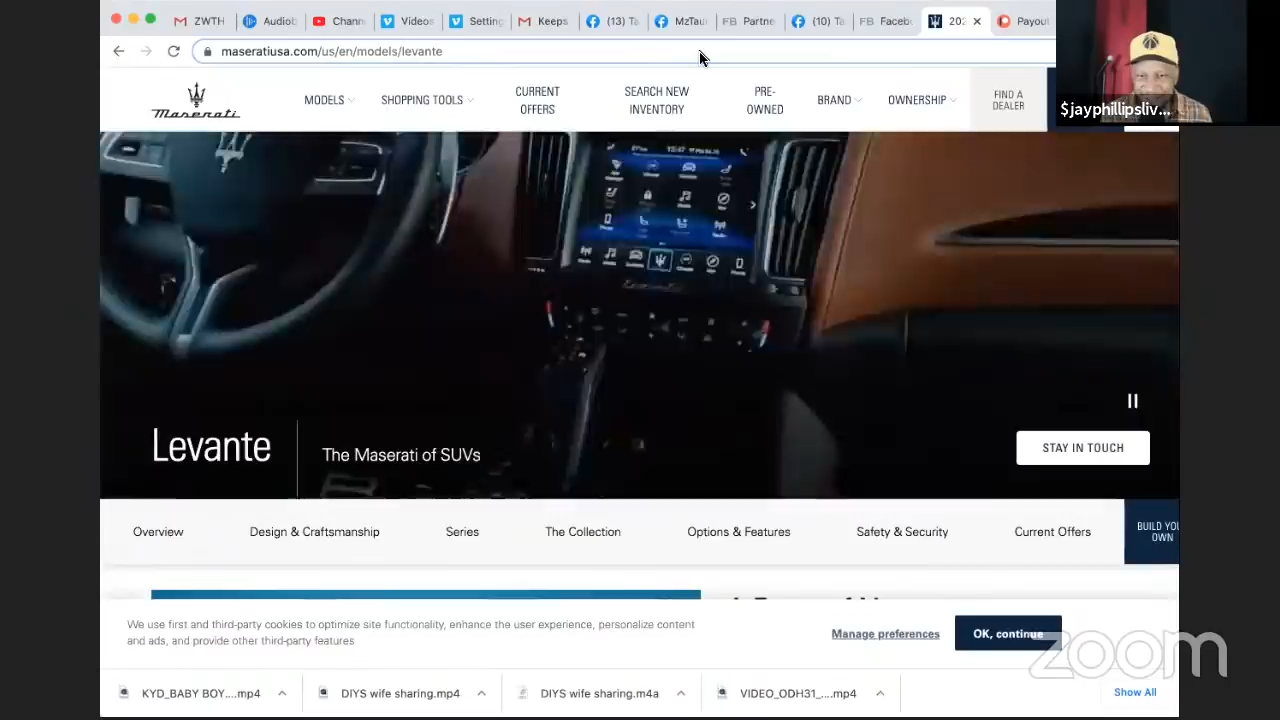 ZWTH
Audiob
Chann
Videos
Setting
Keeps
(13) Ta
MzTau
FB Partne
(10) Ta
FB Faceb
202
Payout
maseratiusa.com/us/en/models/levante
$jayphillipsliv...
Maserati
MODELS
SHOPPING TOOLS
CURRENT
OFFERS
SEARCH NEW
INVENTORY
PRE-
OWNED
BRAND
OWNERSHIP
FIND A
DEALER
Levante
The Maserati of SUVs
STAY IN TOUCH
Overview
Design & Craftsmanship
Series
The Collection
Options & Features
Safety & Security
Current Offers
BUILD YOU
OWN
We use first and third-party cookies to optimize site functionality, enhance the user experience, personalize content
and ads, and provide other third-party features
Manage preferences
OK, continue
zoom
KYD_BABY BOY....mp4
DIYS wife sharing.mp4
DIYS wife sharing.m4a
VIDEO_ODH31_....mp4
Show All